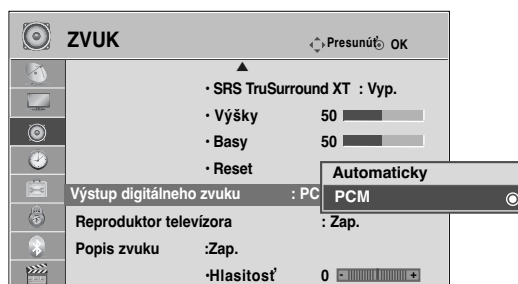 ZVUK Presunúť OK
• SRS TruSurround XT : Vyp.
• Výšky 50
• Basy 50
• Reset
Automaticky
Výstup digitálneho zvuku : PC
PCM
Reproduktor televízora : Zap.
Popis zvuku :Zap.
•Hlasitosť 0 - +